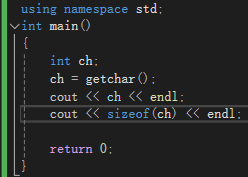 using namespace std;
int main()
{
    int ch;
    ch = getchar();
    cout << ch << endl;
    cout << sizeof(ch) << endl;
    return 0;
}